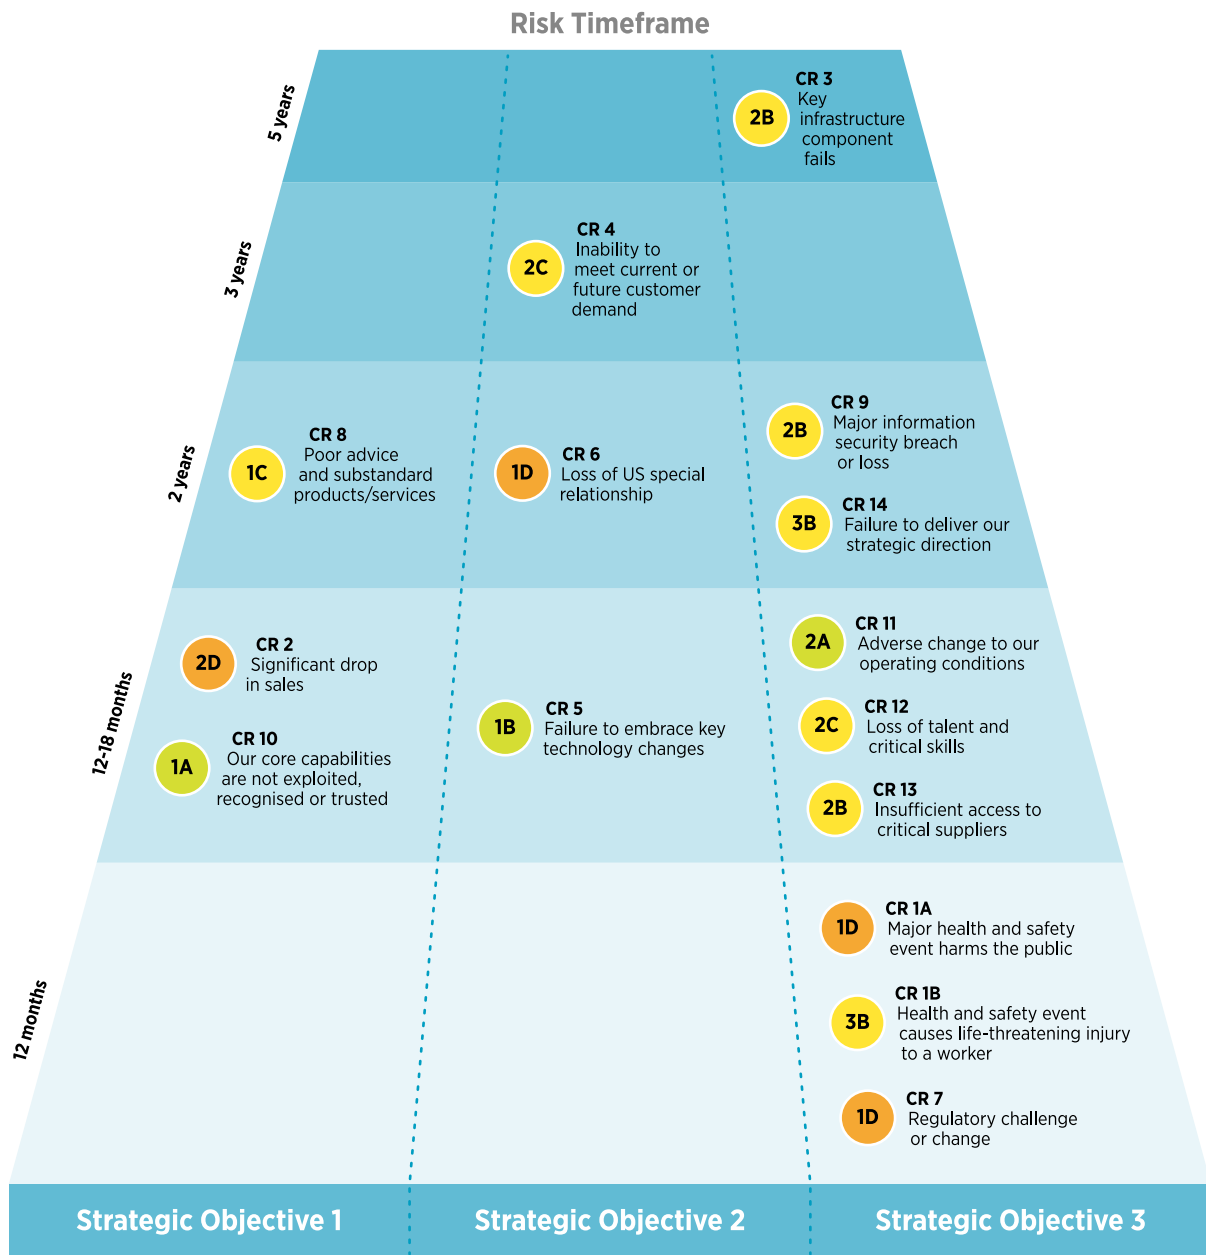 Risk Timeframe
5 years
2B
CR 3
Key
infrastructure
component
fails
3 years
2C
CR 4
Inability to
meet current or
future customer
demand
2 years
1C
CR 8
Poor advice
and substandard
products/services
1D
CR 6
Loss of US special
relationship
2B
CR 9
Major information
security breach
or loss
3B
CR 14
Failure to deliver our
strategic direction
12-18 months
2D
CR 2
Significant drop
in sales
1A
CR 10
Our core capabilities
are not exploited,
recognised or trusted
1B
CR 5
Failure to embrace key
technology changes
2A
CR 11
Adverse change to our
operating conditions
2C
CR 12
Loss of talent and
critical skills
2B
CR 13
Insufficient access to
critical suppliers
12 months
1D
CR 1A
Major health and safety
event harms the public
3B
CR 1B
Health and safety event
causes life-threatening injury
to a worker
1D
CR 7
Regulatory challenge
or change
Strategic Objective 1
Strategic Objective 2
Strategic Objective 3